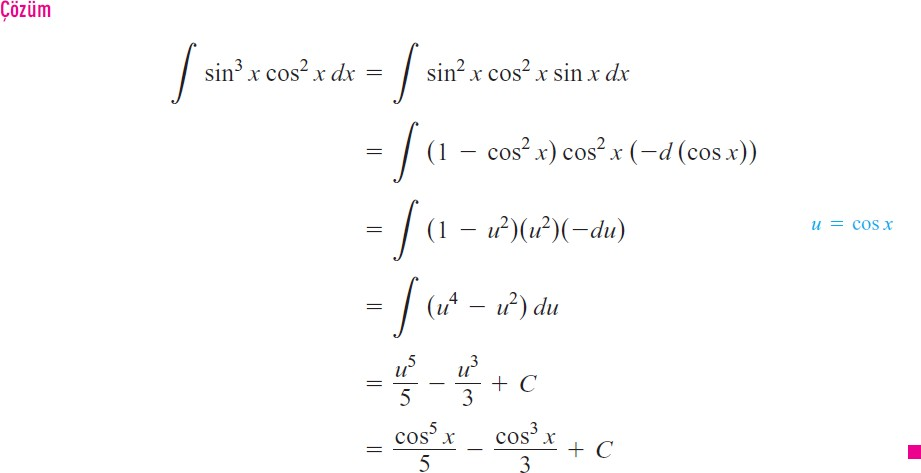 Çözüm
∫ sin³ x cos² x dx = ∫ sin² x cos² x sin x dx
= ∫ (1 − cos² x) cos² x (−d (cos x))
= ∫ (1 − u²)(u²)(−du) u = cos x
= ∫ (u⁴ − u²) du
= u⁵/5 − u³/3 + C
= cos⁵ x/5 − cos³ x/3 + C